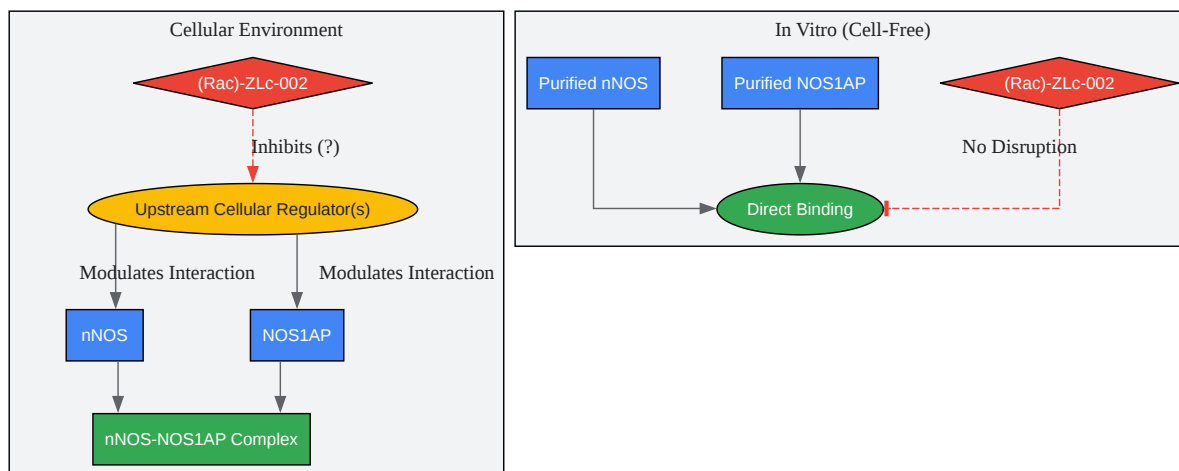 Cellular Environment
(Rac)-ZLc-002
Inhibits (?)
Upstream Cellular Regulator(s)
Modulates Interaction
Modulates Interaction
nNOS
NOS1AP
nNOS-NOS1AP Complex
In Vitro (Cell-Free)
Purified nNOS
Purified NOS1AP
(Rac)-ZLc-002
No Disruption
Direct Binding